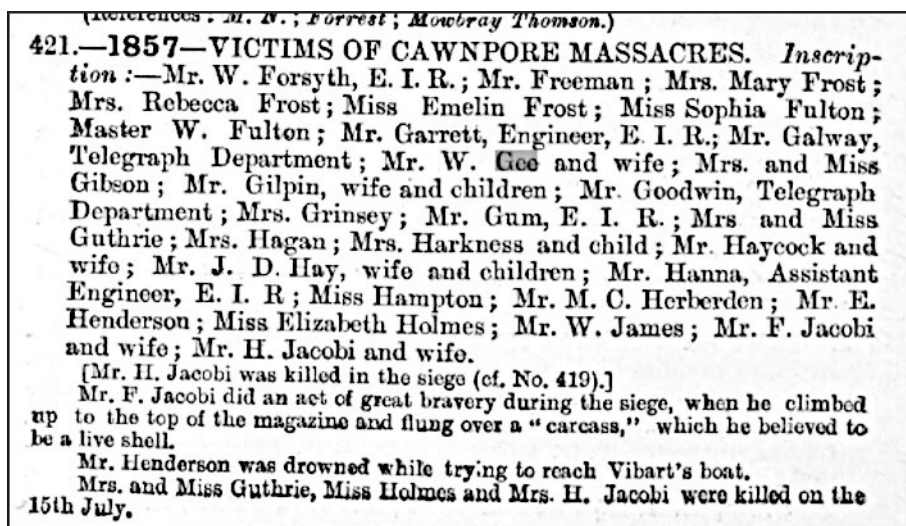 (References: M. N.; Forrest; Mowbray Thomson.)
421.—1857—VICTIMS OF CAWNPORE MASSACRES. Inscrip-
tion:—Mr. W. Forsyth, E. I. R.; Mr. Freeman; Mrs. Mary Frost;
Mrs. Rebecca Frost; Miss Emelin Frost; Miss Sophia Fulton;
Master W. Fulton; Mr. Garrett, Engineer, E. I. R.; Mr. Galway,
Telegraph Department; Mr. W. Gee and wife; Mrs. and Miss
Gibson; Mr. Gilpin, wife and children; Mr. Goodwin, Telegraph
Department; Mrs. Grinsey; Mr. Gum, E. I. R.; Mrs and Miss
Guthrie; Mrs. Hagan; Mrs. Harkness and child; Mr. Haycock and
wife; Mr. J. D. Hay, wife and children; Mr. Hanna, Assistant
Engineer, E. I. R; Miss Hampton; Mr. M. C. Herberden; Mr. E.
Henderson; Miss Elizabeth Holmes; Mr. W. James; Mr. F. Jacobi
and wife; Mr. H. Jacobi and wife.
[Mr. H. Jacobi was killed in the siege (cf. No. 419).]
Mr. F. Jacobi did an act of great bravery during the siege, when he climbed
up to the top of the magazine and flung over a "carcass," which he believed to
be a live shell.
Mr. Henderson was drowned while trying to reach Vibart's boat.
Mrs. and Miss Guthrie, Miss Holmes and Mrs. H. Jacobi were killed on the
15th July.